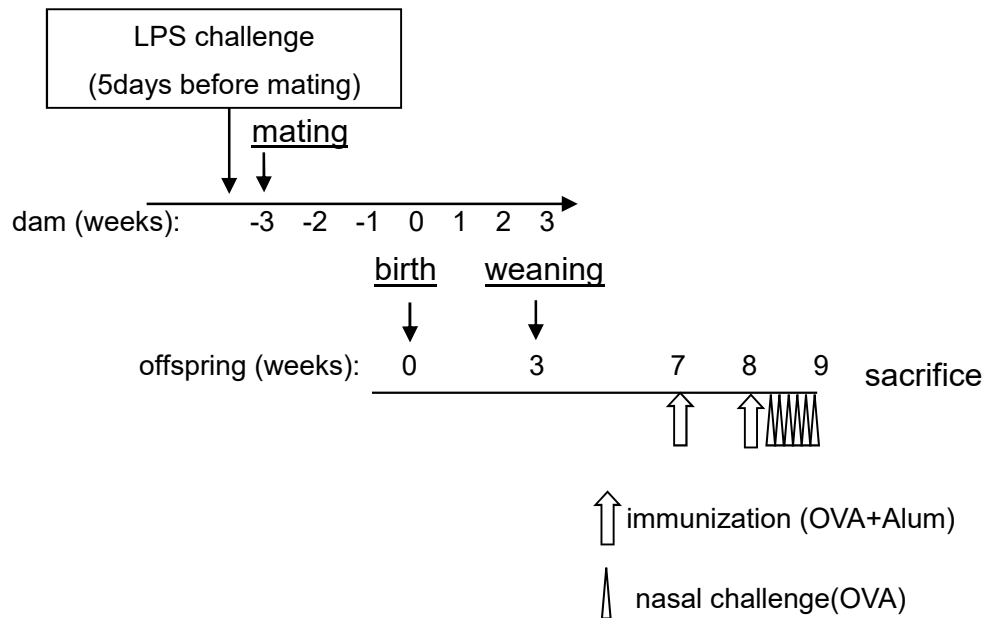 LPS challenge
(5days before mating)
mating
dam (weeks): -3 -2 -1 0 1 2 3
birth weaning
offspring (weeks): 0 3 7 8 9 sacrifice
immunization (OVA+Alum)
nasal challenge(OVA)